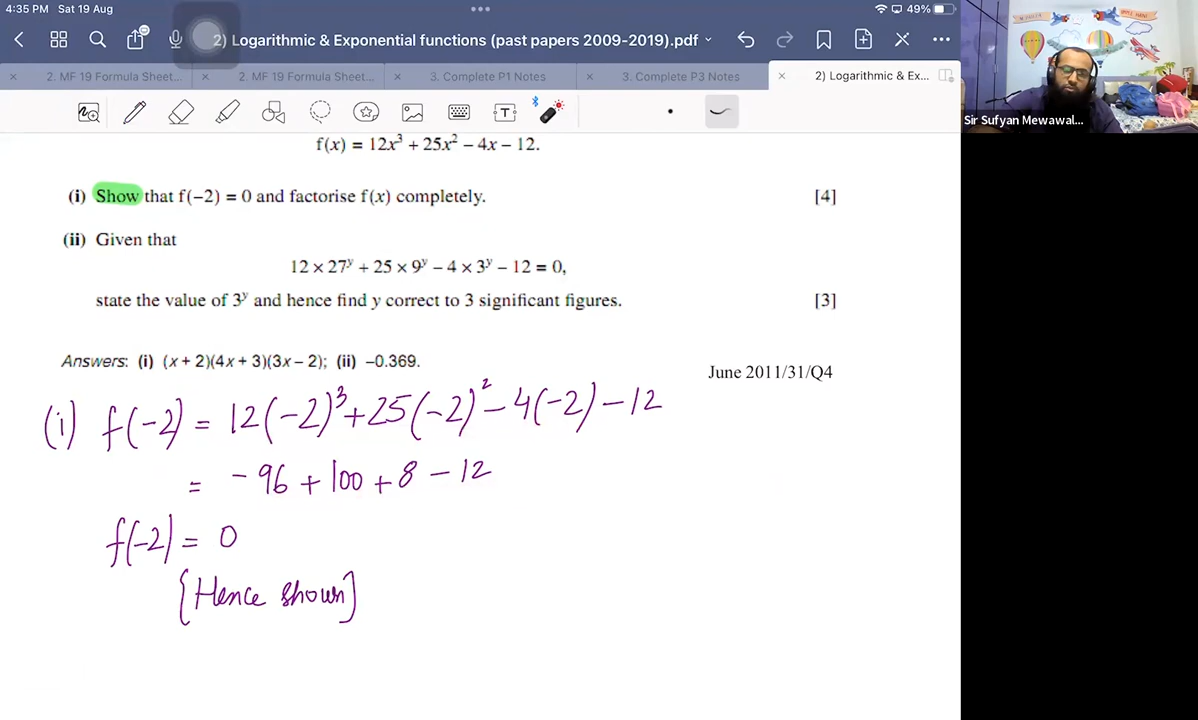 4:35 PM Sat 19 Aug
49%
2) Logarithmic & Exponential functions (past papers 2009-2019).pdf
2. MF 19 Formula Sheet...
2. MF 19 Formula Sheet...
3. Complete P1 Notes
3. Complete P3 Notes
2) Logarithmic & Ex...
Sir Sufyan Mewawal...
f(x) = 12x³ + 25x² − 4x − 12.
(i) Show that f(−2) = 0 and factorise f(x) completely. [4]
(ii) Given that
12 × 27ʸ + 25 × 9ʸ − 4 × 3ʸ − 12 = 0,
state the value of 3ʸ and hence find y correct to 3 significant figures. [3]
Answers: (i) (x + 2)(4x + 3)(3x − 2); (ii) −0.369.
June 2011/31/Q4
(i) f(-2) = 12(-2)³+25(-2)²-4(-2)-12
= -96 + 100 + 8 - 12
f(-2) = 0
[Hence shown]